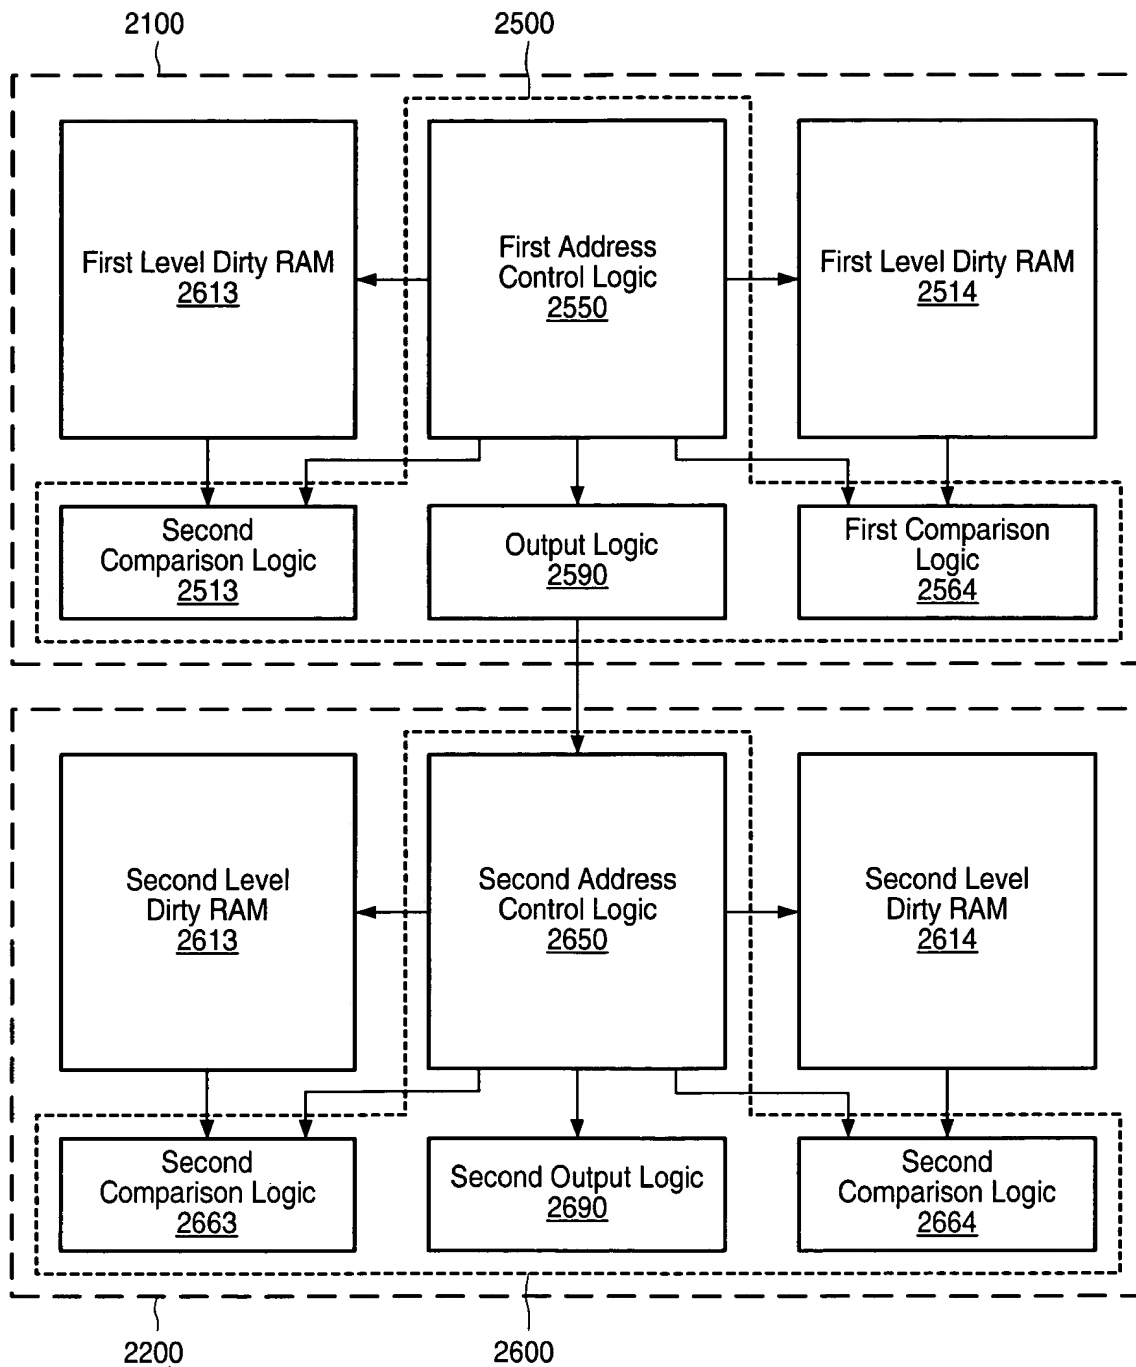 2100
2500
First Level Dirty RAM
2613
First Address
Control Logic
2550
First Level Dirty RAM
2514
Second
Comparison Logic
2513
Output Logic
2590
First Comparison
Logic
2564
Second Level
Dirty RAM
2613
Second Address
Control Logic
2650
Second Level
Dirty RAM
2614
Second
Comparison Logic
2663
Second Output Logic
2690
Second
Comparison Logic
2664
2200
2600